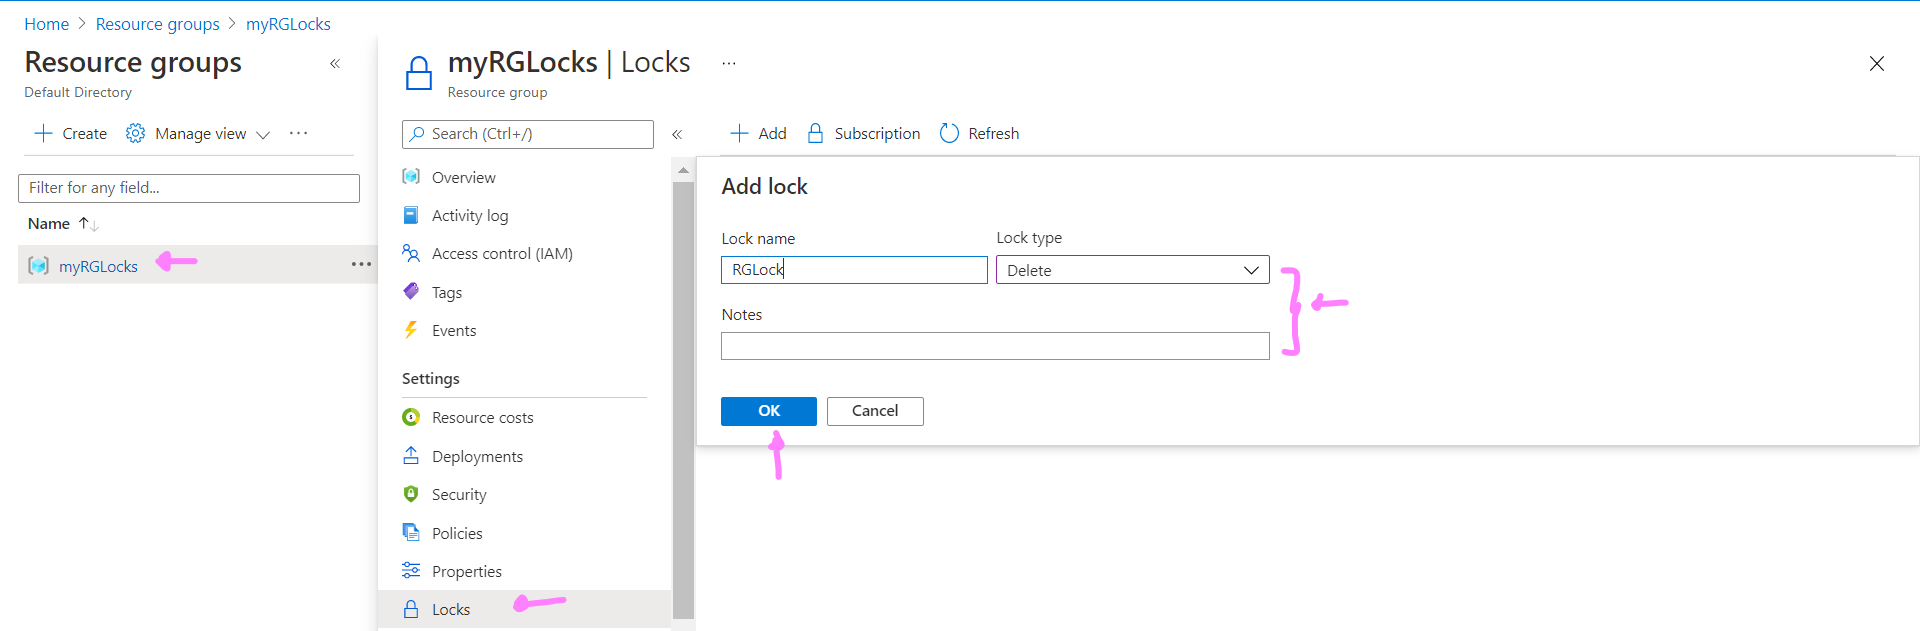 Home > Resource groups > myRGLocks
Resource groups
«
Default Directory
Create
Manage view
...
Filter for any field...
Name ↑↓
myRGLocks
...
myRGLocks | Locks
...
Resource group
Search (Ctrl+/)
«
Overview
Activity log
Access control (IAM)
Tags
Events
Settings
Resource costs
Deployments
Security
Policies
Properties
Locks
Add
Subscription
Refresh
Add lock
Lock name
Lock type
RGLock
Delete
Notes
OK
Cancel